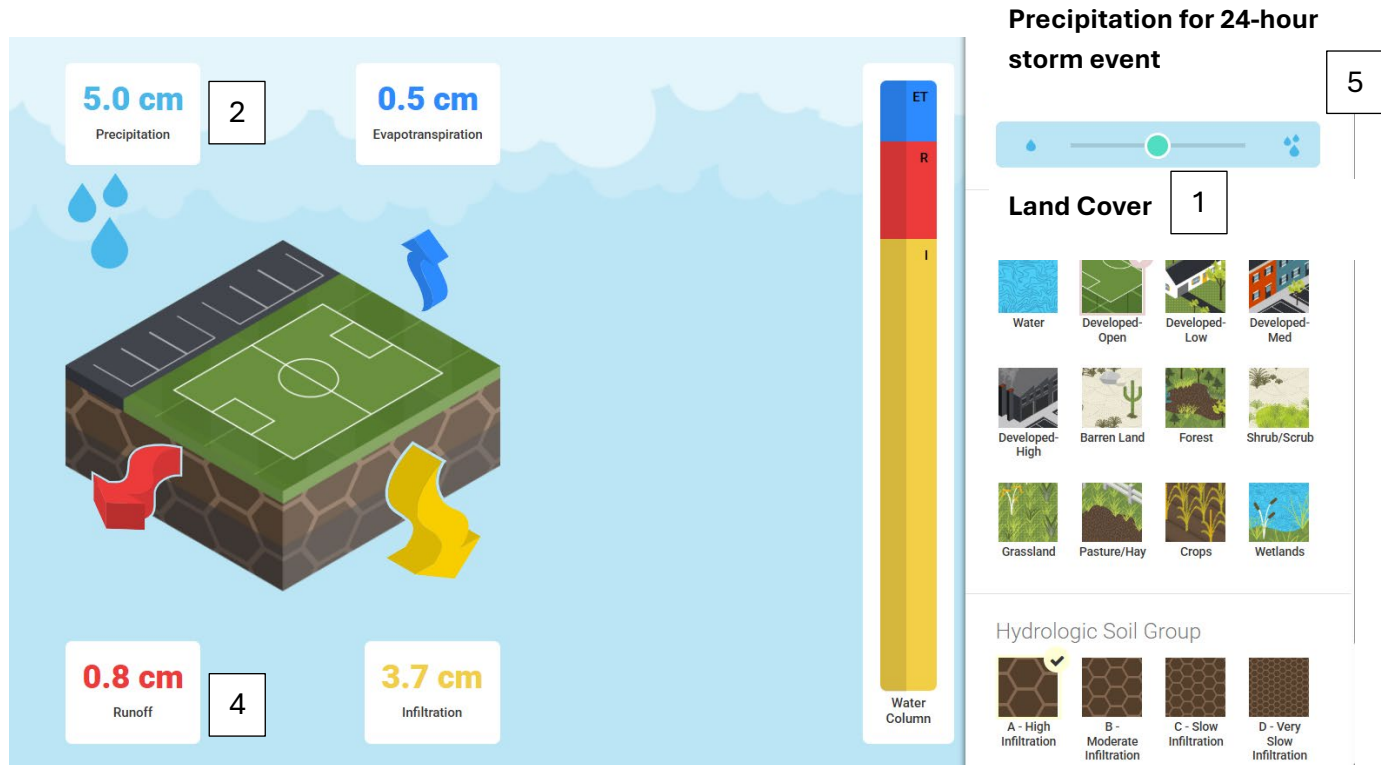 Precipitation for 24-hour
storm event
5
5.0 cm
Precipitation
2
0.5 cm
Evapotranspiration
ET
R
I
Water
Column
Land Cover
1
Water
Developed-
Open
Developed-
Low
Developed-
Med
Developed-
High
Barren Land
Forest
Shrub/Scrub
Grassland
Pasture/Hay
Crops
Wetlands
0.8 cm
Runoff
4
3.7 cm
Infiltration
Hydrologic Soil Group
A - High
Infiltration
B -
Moderate
Infiltration
C - Slow
Infiltration
D - Very
Slow
Infiltration